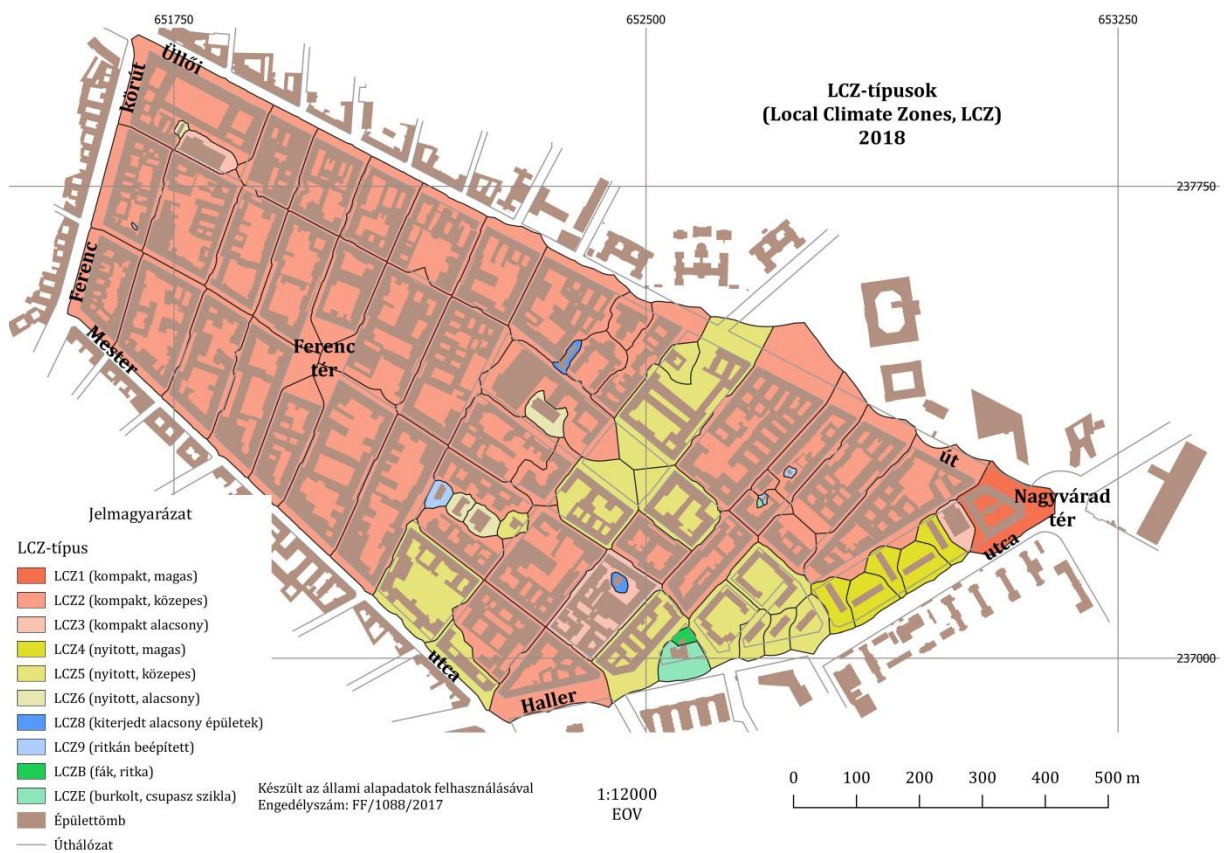 651750
652500
653250
LCZ-típusok
(Local Climate Zones, LCZ)
2018
237750
237000
Üllői
körút
Ferenc
Mester
Ferenc
tér
út
Nagyvárad
tér
utca
utca
Haller
Jelmagyarázat
LCZ-típus
LCZ1 (kompakt, magas)
LCZ2 (kompakt, közepes)
LCZ3 (kompakt alacsony)
LCZ4 (nyitott, magas)
LCZ5 (nyitott, közepes)
LCZ6 (nyitott, alacsony)
LCZ8 (kiterjedt alacsony épületek)
LCZ9 (ritkán beépített)
LCZB (fák, ritka)
LCZE (burkolt, csupasz szikla)
Épülettömb
Úthálózat
Készült az állami alapadatok felhasználásával
Engedélyszám: FF/1088/2017
1:12000
EOV
0 100 200 300 400 500 m